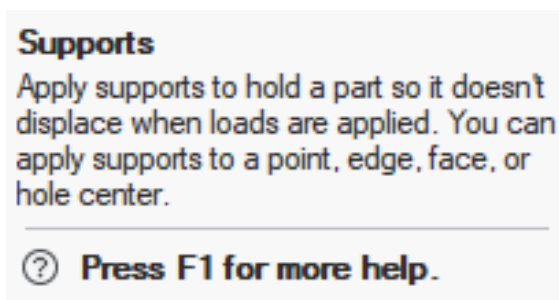 Supports
Apply supports to hold a part so it doesn't
displace when loads are applied. You can
apply supports to a point, edge, face, or
hole center.
? Press F1 for more help.